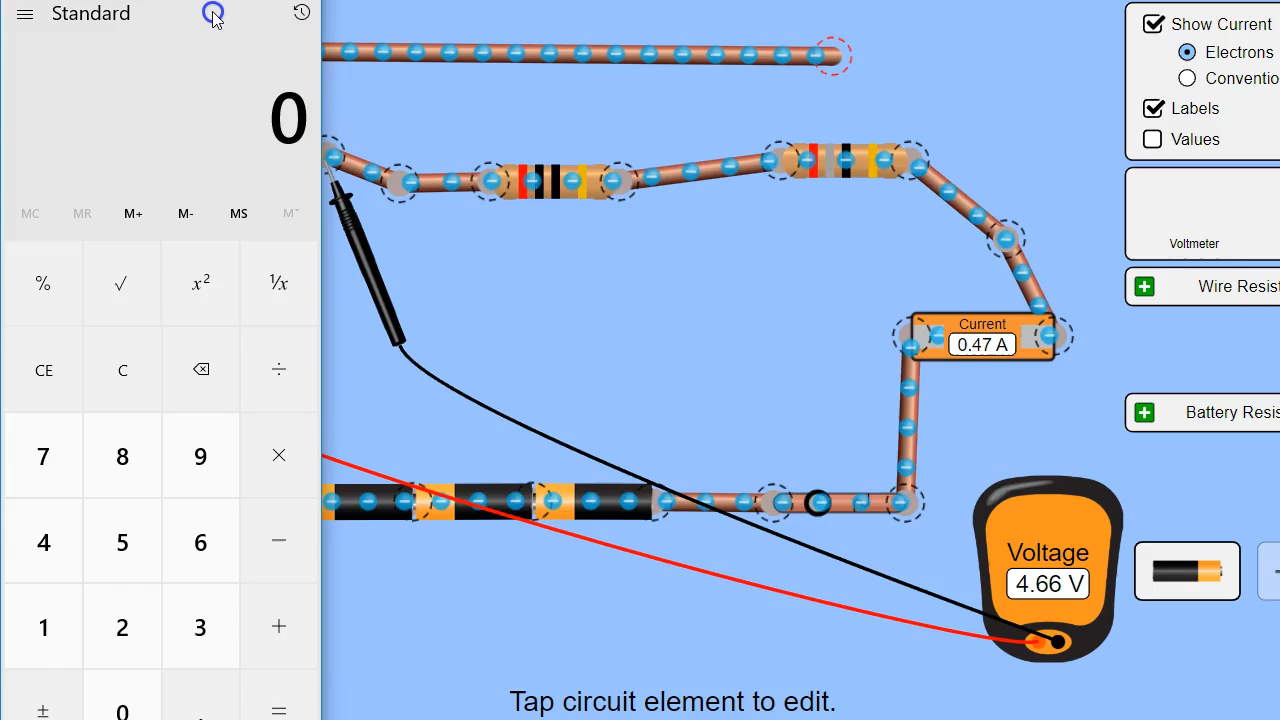 Standard
0
MC MR M+ M- MS M˅
% √ x² ¹⁄x
CE C ⌫ ÷
7 8 9 ×
4 5 6 −
1 2 3 +
± 0 . =
Current
0.47 A
Voltage
4.66 V
Tap circuit element to edit.
Show Current
Electrons
Conventio
Labels
Values
Voltmeter
Wire Resist
Battery Resis